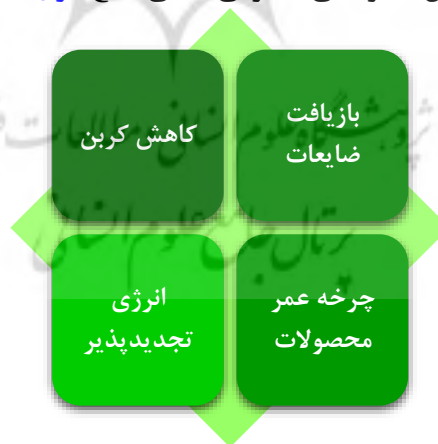 بازیافت
ضایعات
کاهش کربن
چرخه عمر
محصولات
انرژی
تجدیدپذیر